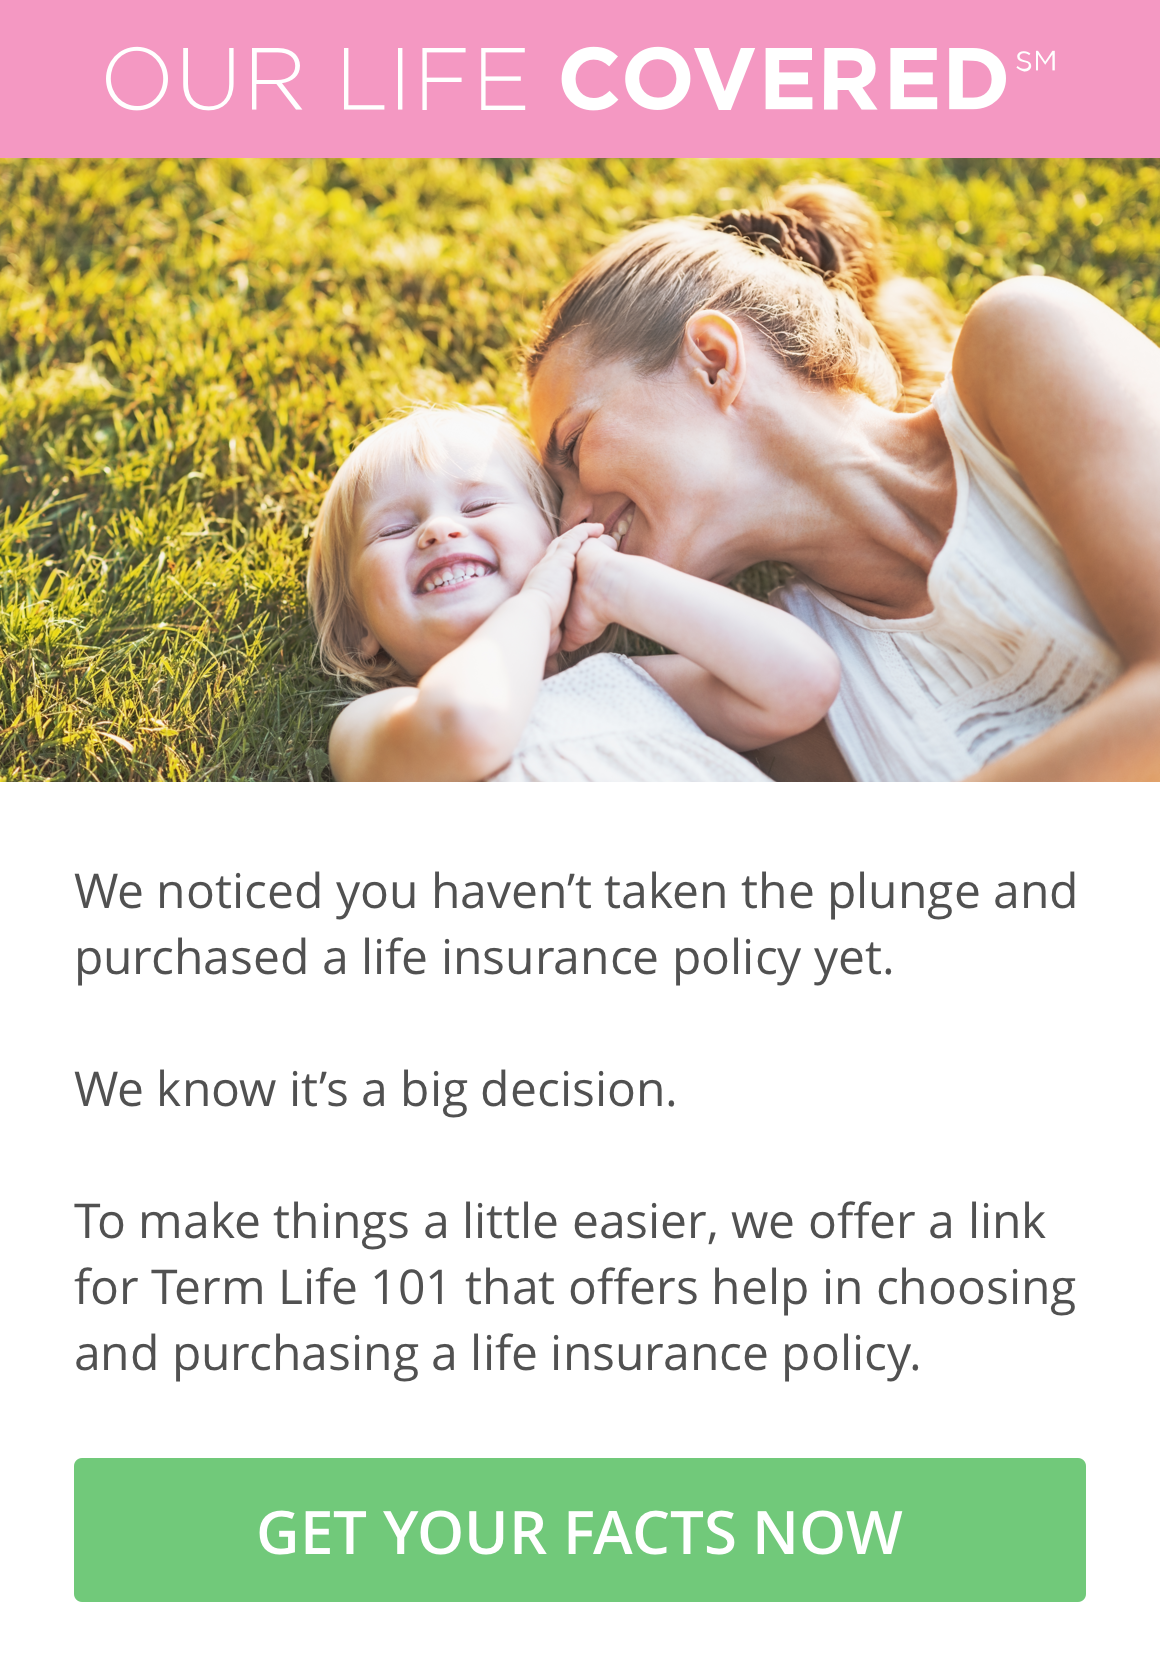 OUR LIFE COVERED℠
We noticed you haven’t taken the plunge and
purchased a life insurance policy yet.
We know it’s a big decision.
To make things a little easier, we offer a link
for Term Life 101 that offers help in choosing
and purchasing a life insurance policy.
GET YOUR FACTS NOW